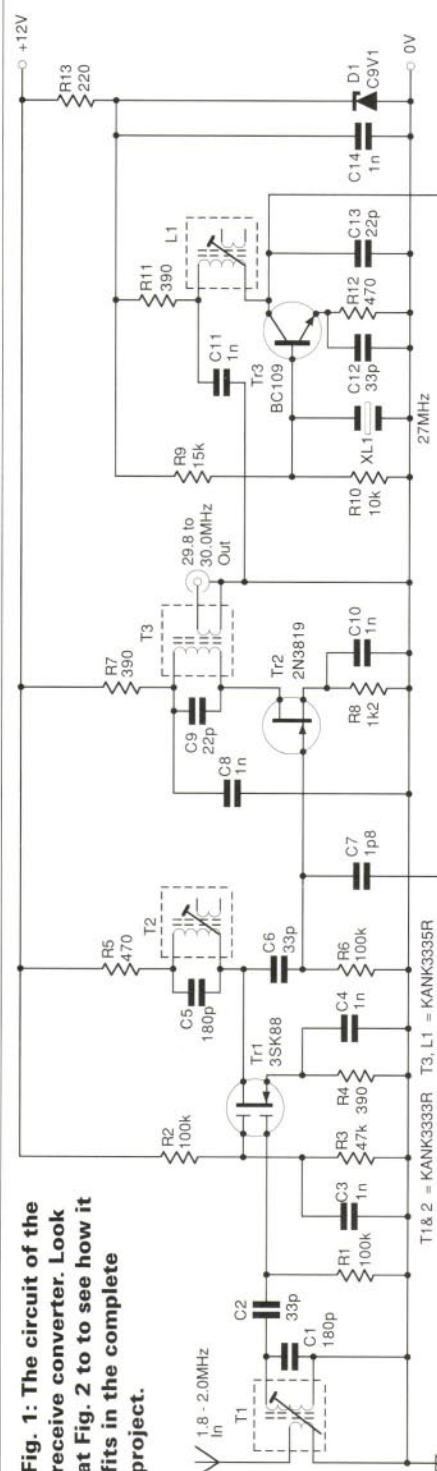 Fig. 1: The circuit of the
receive converter. Look
at Fig. 2 to to see how it
fits in the complete
project.
+12V
R13
220
R11
390
L1
R7
390
T3
29.8 to
30.0MHz
Out
R9
15k
C11
1n
R5
470
T2
C5
180p
C9
22p
C8
1n
Tr3
BC109
R2
100k
Tr1
3SK88
C6
33p
Tr2
2N3819
C14
1n
D1
C9V1
C13
22p
R12
470
C12
33p
XL1
27MHz
R10
10k
1.8 - 2.0MHz
In
T1
C2
33p
C1
180p
R1
100k
C3
1n
R3
47k
R4
390
C4
1n
R6
100k
C7
1p8
R8
1k2
C10
1n
0V
T1& 2 = KANK3333R
T3, L1 = KANK3335R